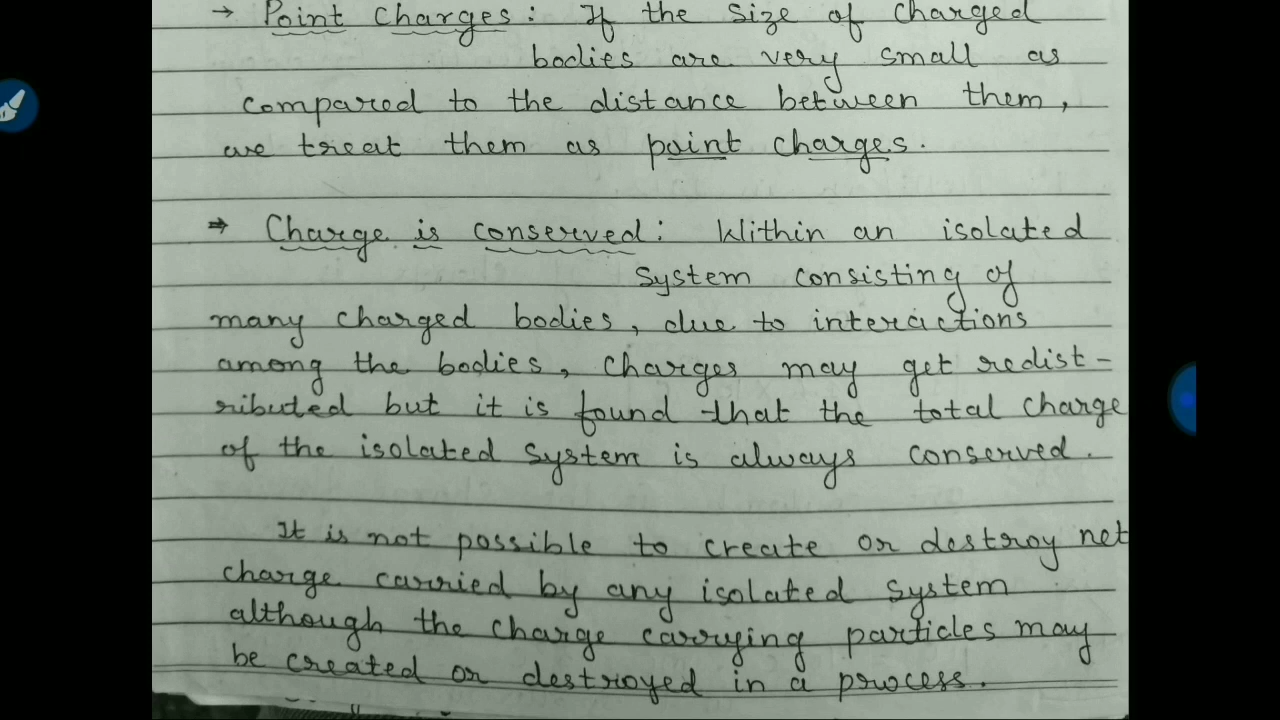 → Point Charges: If the size of charged
bodies are very small as
compared to the distance between them,
we treat them as point charges.
⇒ Charge is conserved: Within an isolated
system consisting of
many charged bodies, due to interactions
among the bodies, charges may get redist-
ributed but it is found that the total charge
of the isolated system is always conserved.
It is not possible to create or destroy net
charge carried by any isolated system
although the charge carrying particles may
be created or destroyed in a process.